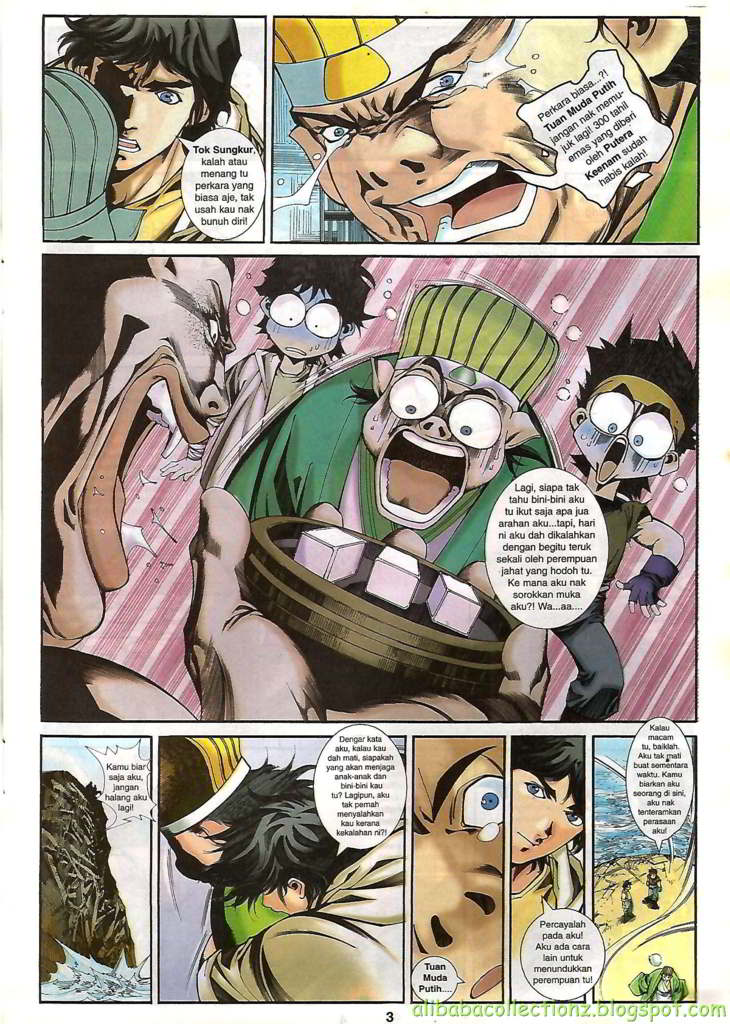 Tok Sungkur,
kalah atau
menang tu
perkara yang
biasa aje, tak
usah kau nak
bunuh diri!
Perkara biasa...?!
Tuan Muda Putih
jangan nak memu-
juk lagi! 300 tahil
emas yang diberi
oleh Putera
Keenam sudah
habis kalah!
Lagi, siapa tak
tahu bini-bini aku
tu ikut saja apa jua
arahan aku...tapi, hari
ni aku dah dikalahkan
dengan begitu teruk
sekali oleh perempuan
jahat yang hodoh tu.
Ke mana aku nak
sorokkan muka
aku?! Wa...aa....
Kamu biar
saja aku,
jangan
halang aku
lagi!
Dengar kata
aku, kalau kau
dah mati, siapakah
yang akan menjaga
anak-anak dan
bini-bini kau
tu? Lagipun, aku
tak pernah
menyalahkan
kau kerana
kekalahan ni?!
Tuan
Muda
Putih....
Percayalah
pada aku!
Aku ada cara
lain untuk
menundukkan
perempuan tu!
Kalau
macam
tu, baiklah.
Aku tak mati
buat sementara
waktu. Kamu
biarkan aku
seorang di sini,
aku nak
tenteramkan
perasaan
aku!
3
alibabacollectionz.blogspot.com